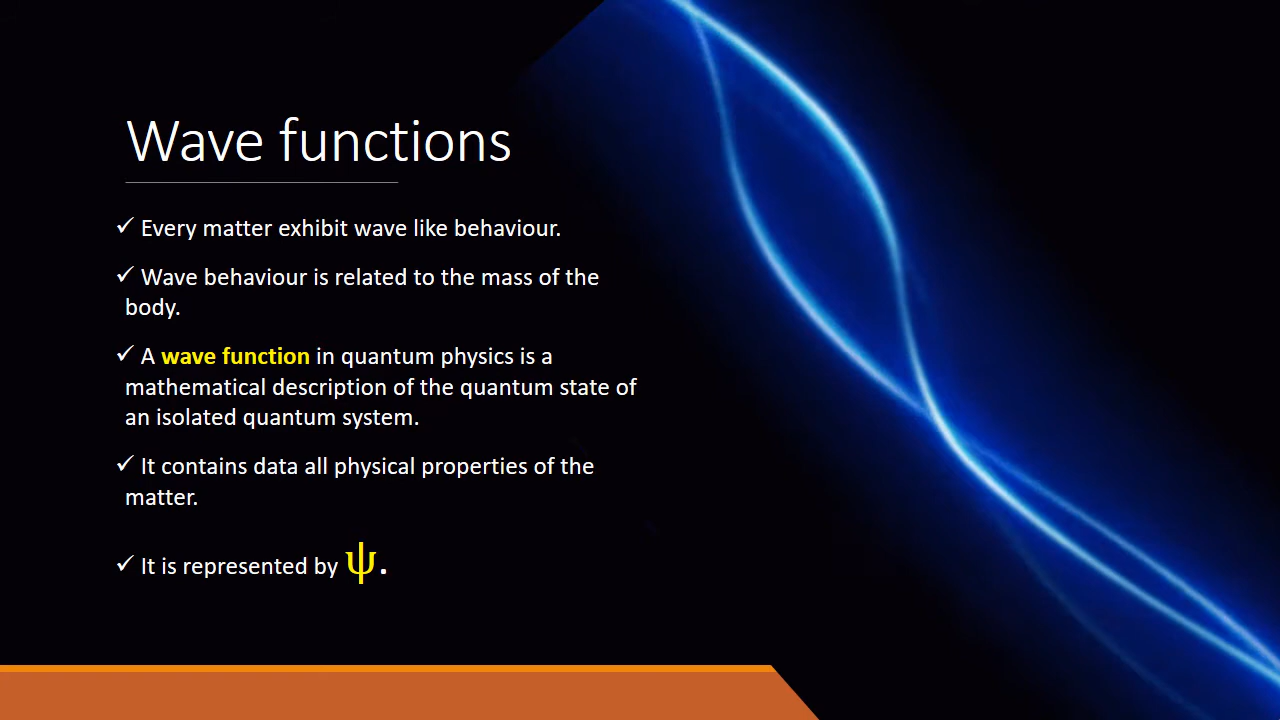 Wave functions
✓ Every matter exhibit wave like behaviour.
✓ Wave behaviour is related to the mass of the
body.
✓ A wave function in quantum physics is a
mathematical description of the quantum state of
an isolated quantum system.
✓ It contains data all physical properties of the
matter.
✓ It is represented by ψ.